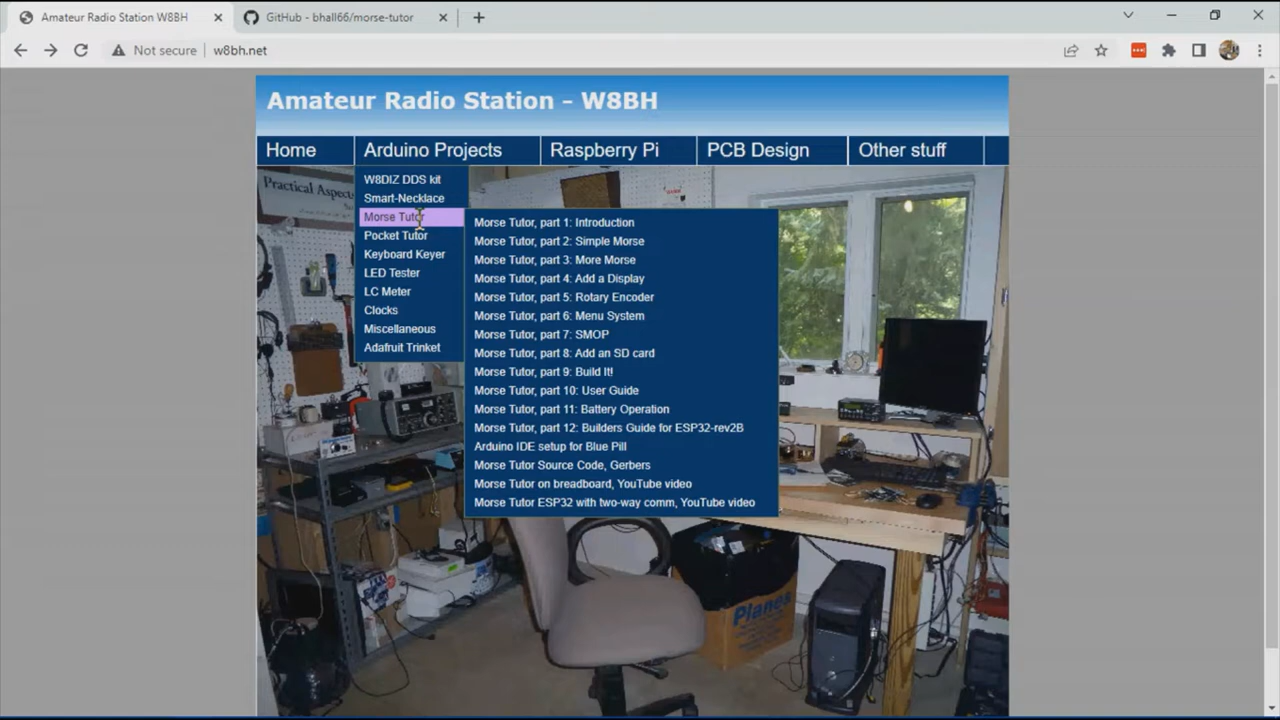 Amateur Radio Station W8BH
GitHub - bhall66/morse-tutor
Not secure
w8bh.net
Amateur Radio Station - W8BH
Home
Arduino Projects
Raspberry Pi
PCB Design
Other stuff
Practical Aspects
W8DIZ DDS kit
Smart-Necklace
Morse Tutor
Pocket Tutor
Keyboard Keyer
LED Tester
LC Meter
Clocks
Miscellaneous
Adafruit Trinket
Morse Tutor, part 1: Introduction
Morse Tutor, part 2: Simple Morse
Morse Tutor, part 3: More Morse
Morse Tutor, part 4: Add a Display
Morse Tutor, part 5: Rotary Encoder
Morse Tutor, part 6: Menu System
Morse Tutor, part 7: SMOP
Morse Tutor, part 8: Add an SD card
Morse Tutor, part 9: Build It!
Morse Tutor, part 10: User Guide
Morse Tutor, part 11: Battery Operation
Morse Tutor, part 12: Builders Guide for ESP32-rev2B
Arduino IDE setup for Blue Pill
Morse Tutor Source Code, Gerbers
Morse Tutor on breadboard, YouTube video
Morse Tutor ESP32 with two-way comm, YouTube video
Planes